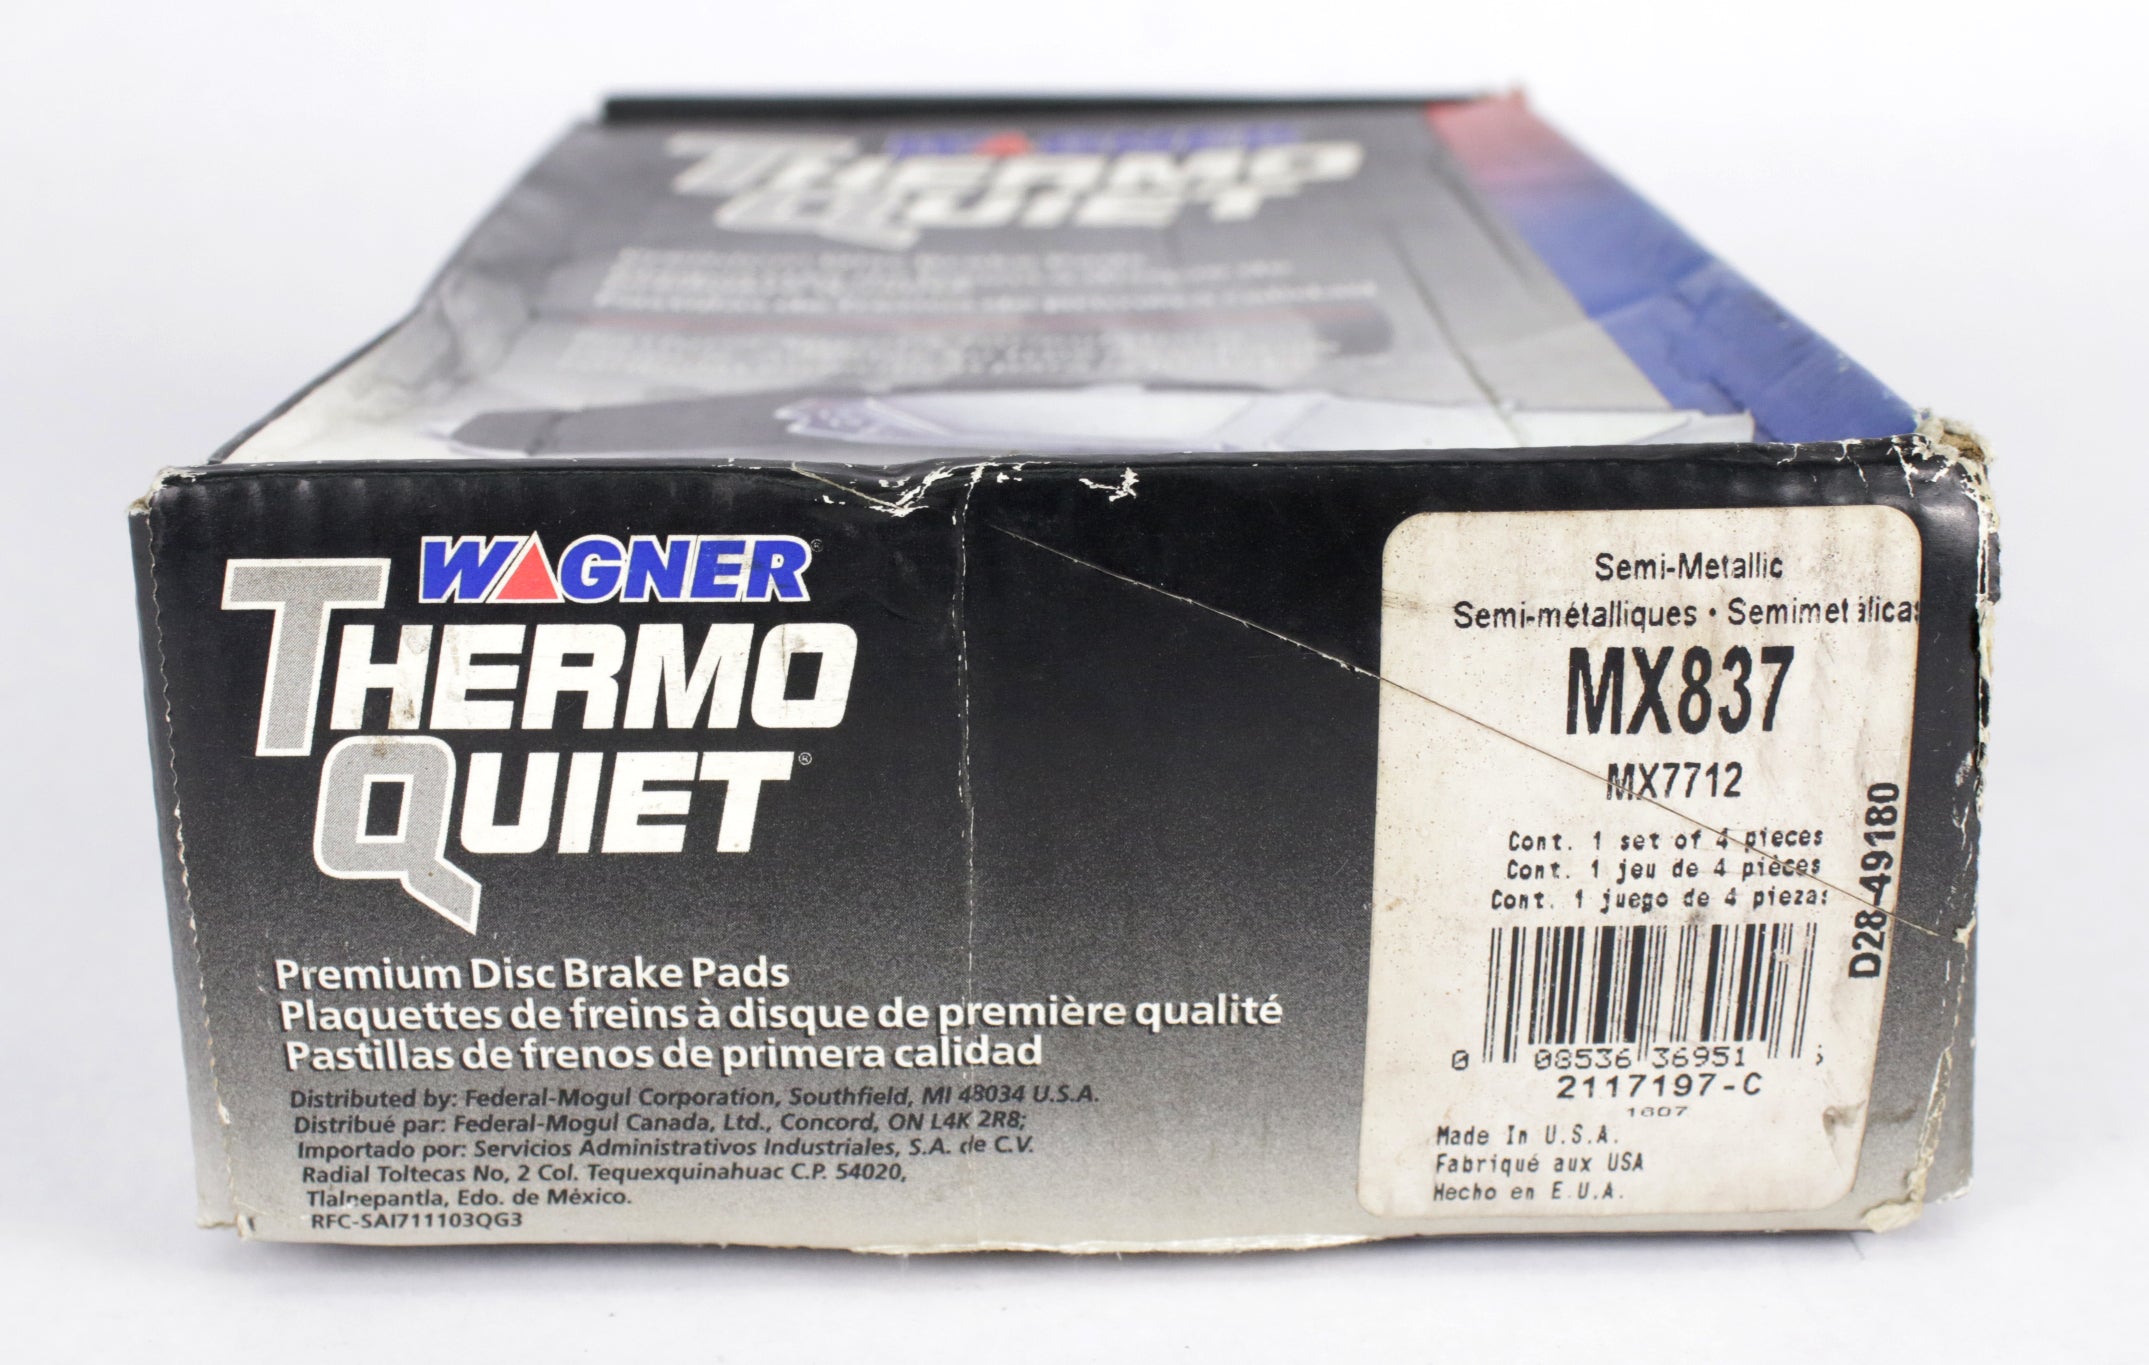 WAGNER
THERMO
QUIET
WAGNER®
THERMO
QUIET®
Premium Disc Brake Pads
Plaquettes de freins à disque de première qualité
Pastillas de frenos de primera calidad
Distributed by: Federal-Mogul Corporation, Southfield, MI 48034 U.S.A.
Distribué par: Federal-Mogul Canada, Ltd., Concord, ON L4K 2R8;
Importado por: Servicios Administrativos Industriales, S.A. de C.V.
Radial Toltecas No, 2 Col. Tequexquinahuac C.P. 54020,
Tlalnepantla, Edo. de México.
RFC-SAI711103QG3
Semi-Metallic
Semi-métalliques • Semimetálicas
MX837
MX7712
Cont. 1 set of 4 pieces
Cont. 1 jeu de 4 pièces
Cont. 1 juego de 4 piezas
D28-49180
0 08536 36951
2117197-C
1607
Made In U.S.A.
Fabriqué aux USA
Hecho en E.U.A.